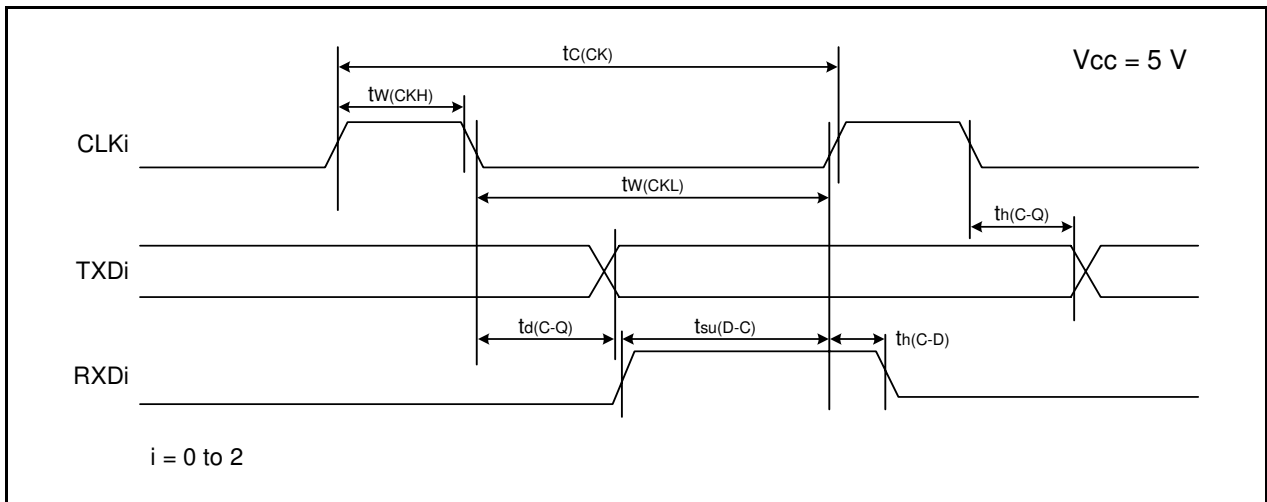 tC(CK)
Vcc = 5 V
tW(CKH)
CLKi
tW(CKL)
th(C-Q)
TXDi
td(C-Q)
tsu(D-C)
th(C-D)
RXDi
i = 0 to 2